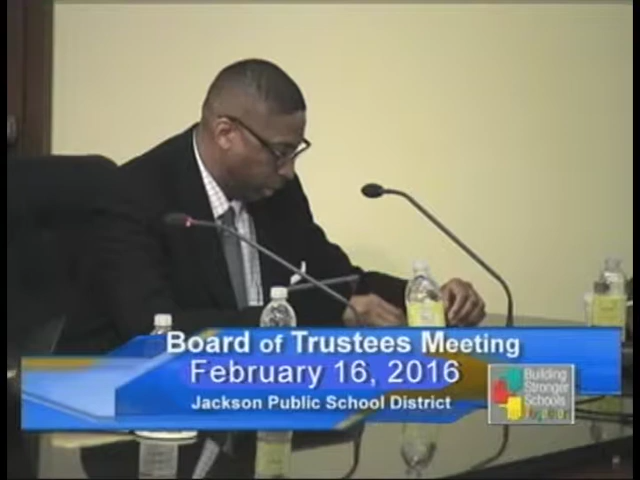 Board of Trustees Meeting
February 16, 2016
Jackson Public School District
Building
Stronger
Schools